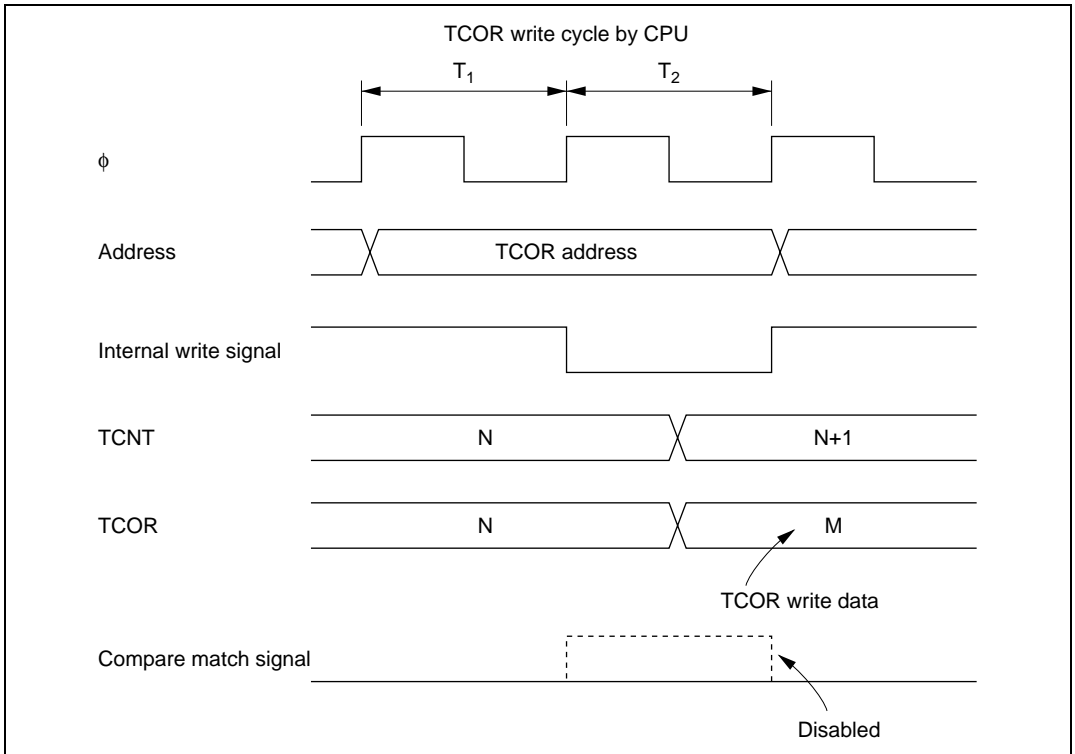 TCOR write cycle by CPU
T1 T2
ϕ
Address TCOR address
Internal write signal
TCNT N N+1
TCOR N M
TCOR write data
Compare match signal
Disabled